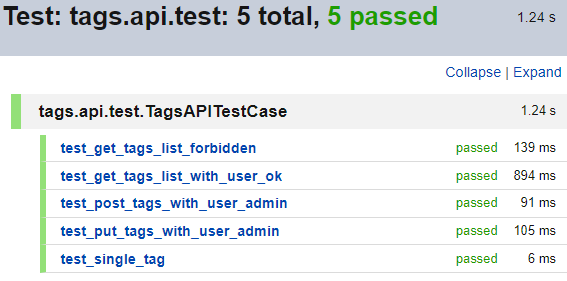 Test: tags.api.test: 5 total, 5 passed 1.24 s
Collapse | Expand
tags.api.test.TagsAPITestCase 1.24 s
test_get_tags_list_forbidden passed 139 ms
test_get_tags_list_with_user_ok passed 894 ms
test_post_tags_with_user_admin passed 91 ms
test_put_tags_with_user_admin passed 105 ms
test_single_tag passed 6 ms